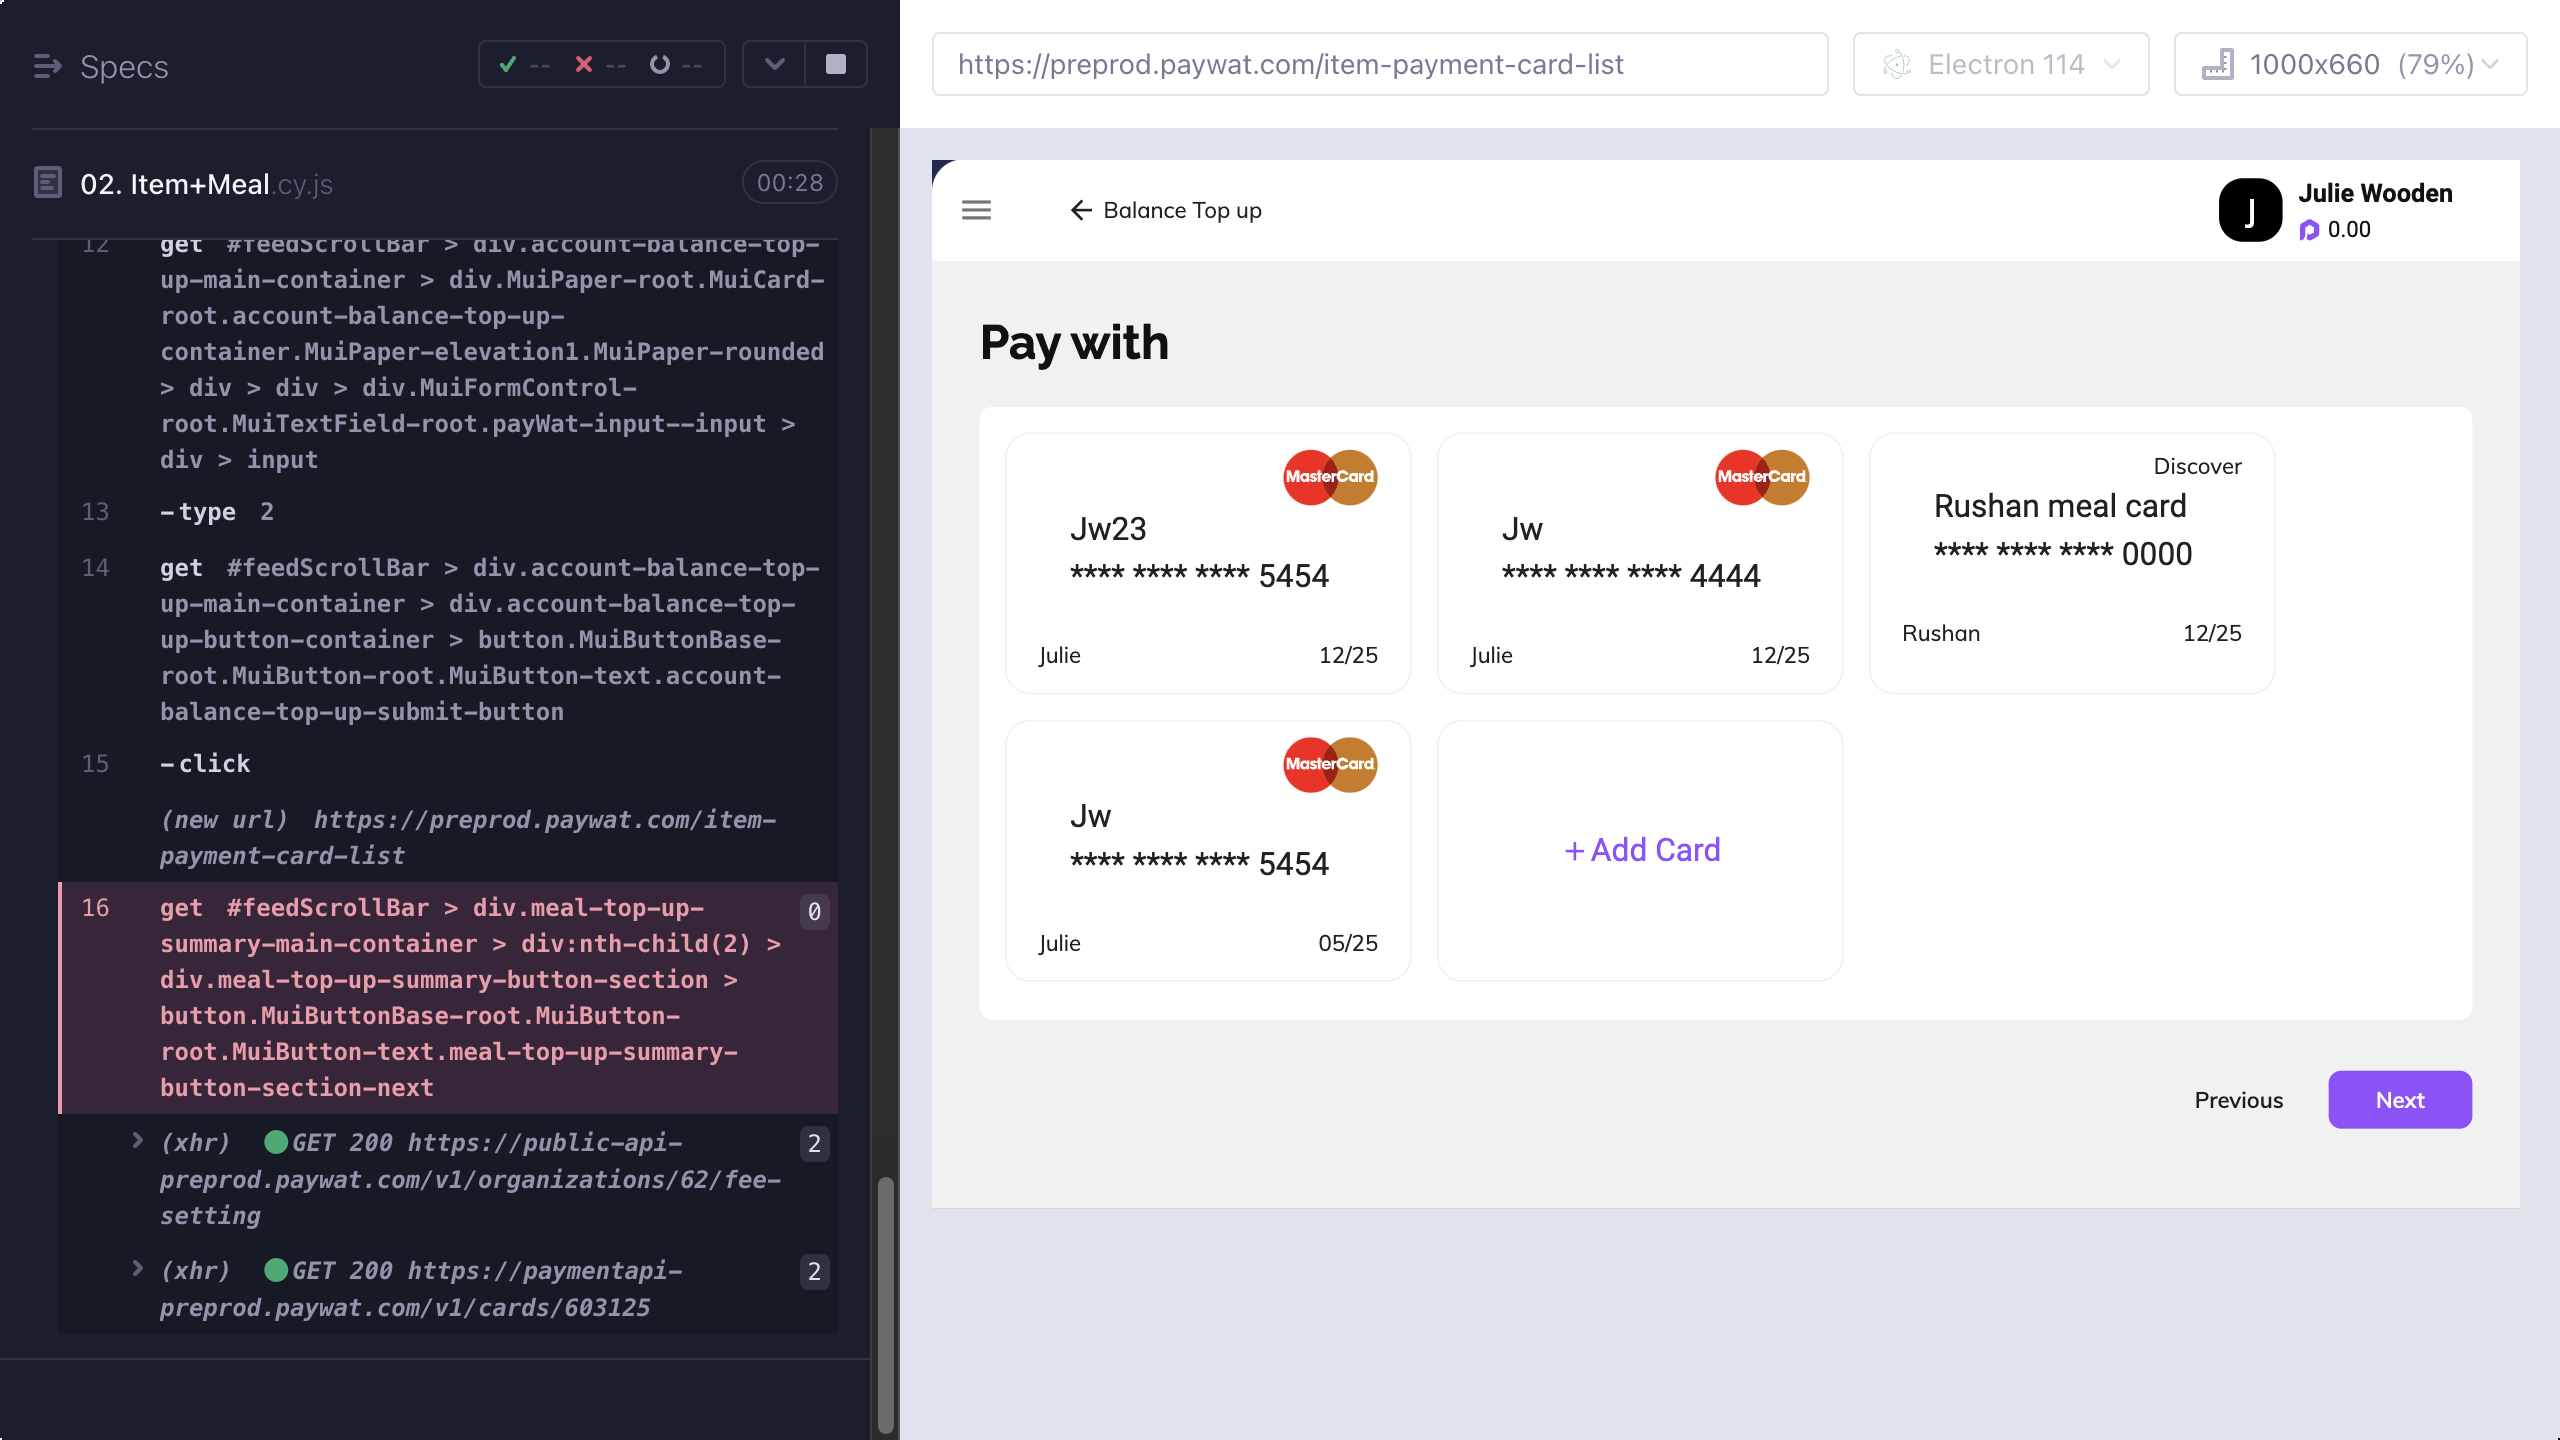 Specs
-- -- --
02. Item+Meal.cy.js
00:28
12 get #feedScrollBar > div.account-balance-top-
up-main-container > div.MuiPaper-root.MuiCard-
root.account-balance-top-up-
container.MuiPaper-elevation1.MuiPaper-rounded
> div > div > div.MuiFormControl-
root.MuiTextField-root.payWat-input--input >
div > input
13 -type 2
14 get #feedScrollBar > div.account-balance-top-
up-main-container > div.account-balance-top-
up-button-container > button.MuiButtonBase-
root.MuiButton-root.MuiButton-text.account-
balance-top-up-submit-button
15 -click
(new url) https://preprod.paywat.com/item-
payment-card-list
16 get #feedScrollBar > div.meal-top-up- 0
summary-main-container > div:nth-child(2) >
div.meal-top-up-summary-button-section >
button.MuiButtonBase-root.MuiButton-
root.MuiButton-text.meal-top-up-summary-
button-section-next
(xhr) GET 200 https://public-api- 2
preprod.paywat.com/v1/organizations/62/fee-
setting
(xhr) GET 200 https://paymentapi- 2
preprod.paywat.com/v1/cards/603125
https://preprod.paywat.com/item-payment-card-list
Electron 114
1000x660 (79%)
Balance Top up
J
Julie Wooden
0.00
Pay with
MasterCard
Jw23
**** **** **** 5454
Julie 12/25
MasterCard
Jw
**** **** **** 4444
Julie 12/25
Discover
Rushan meal card
**** **** **** 0000
Rushan 12/25
MasterCard
Jw
**** **** **** 5454
Julie 05/25
+ Add Card
Previous
Next